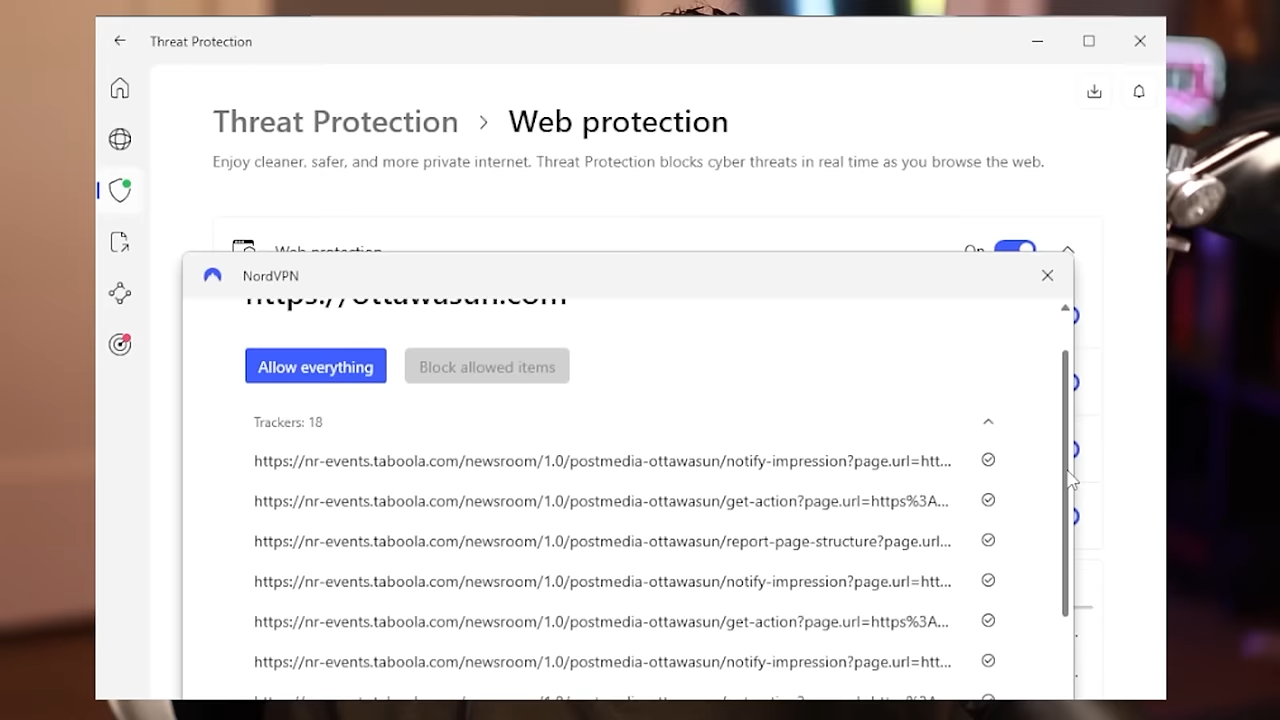 Threat Protection
Threat Protection > Web protection
Enjoy cleaner, safer, and more private internet. Threat Protection blocks cyber threats in real time as you browse the web.
Web protection On
NordVPN
https://ottawasun.com
Allow everything Block allowed items
Trackers: 18
https://nr-events.taboola.com/newsroom/1.0/postmedia-ottawasun/notify-impression?page.url=htt...
https://nr-events.taboola.com/newsroom/1.0/postmedia-ottawasun/get-action?page.url=https%3A...
https://nr-events.taboola.com/newsroom/1.0/postmedia-ottawasun/report-page-structure?page.url...
https://nr-events.taboola.com/newsroom/1.0/postmedia-ottawasun/notify-impression?page.url=htt...
https://nr-events.taboola.com/newsroom/1.0/postmedia-ottawasun/get-action?page.url=https%3A...
https://nr-events.taboola.com/newsroom/1.0/postmedia-ottawasun/notify-impression?page.url=htt...